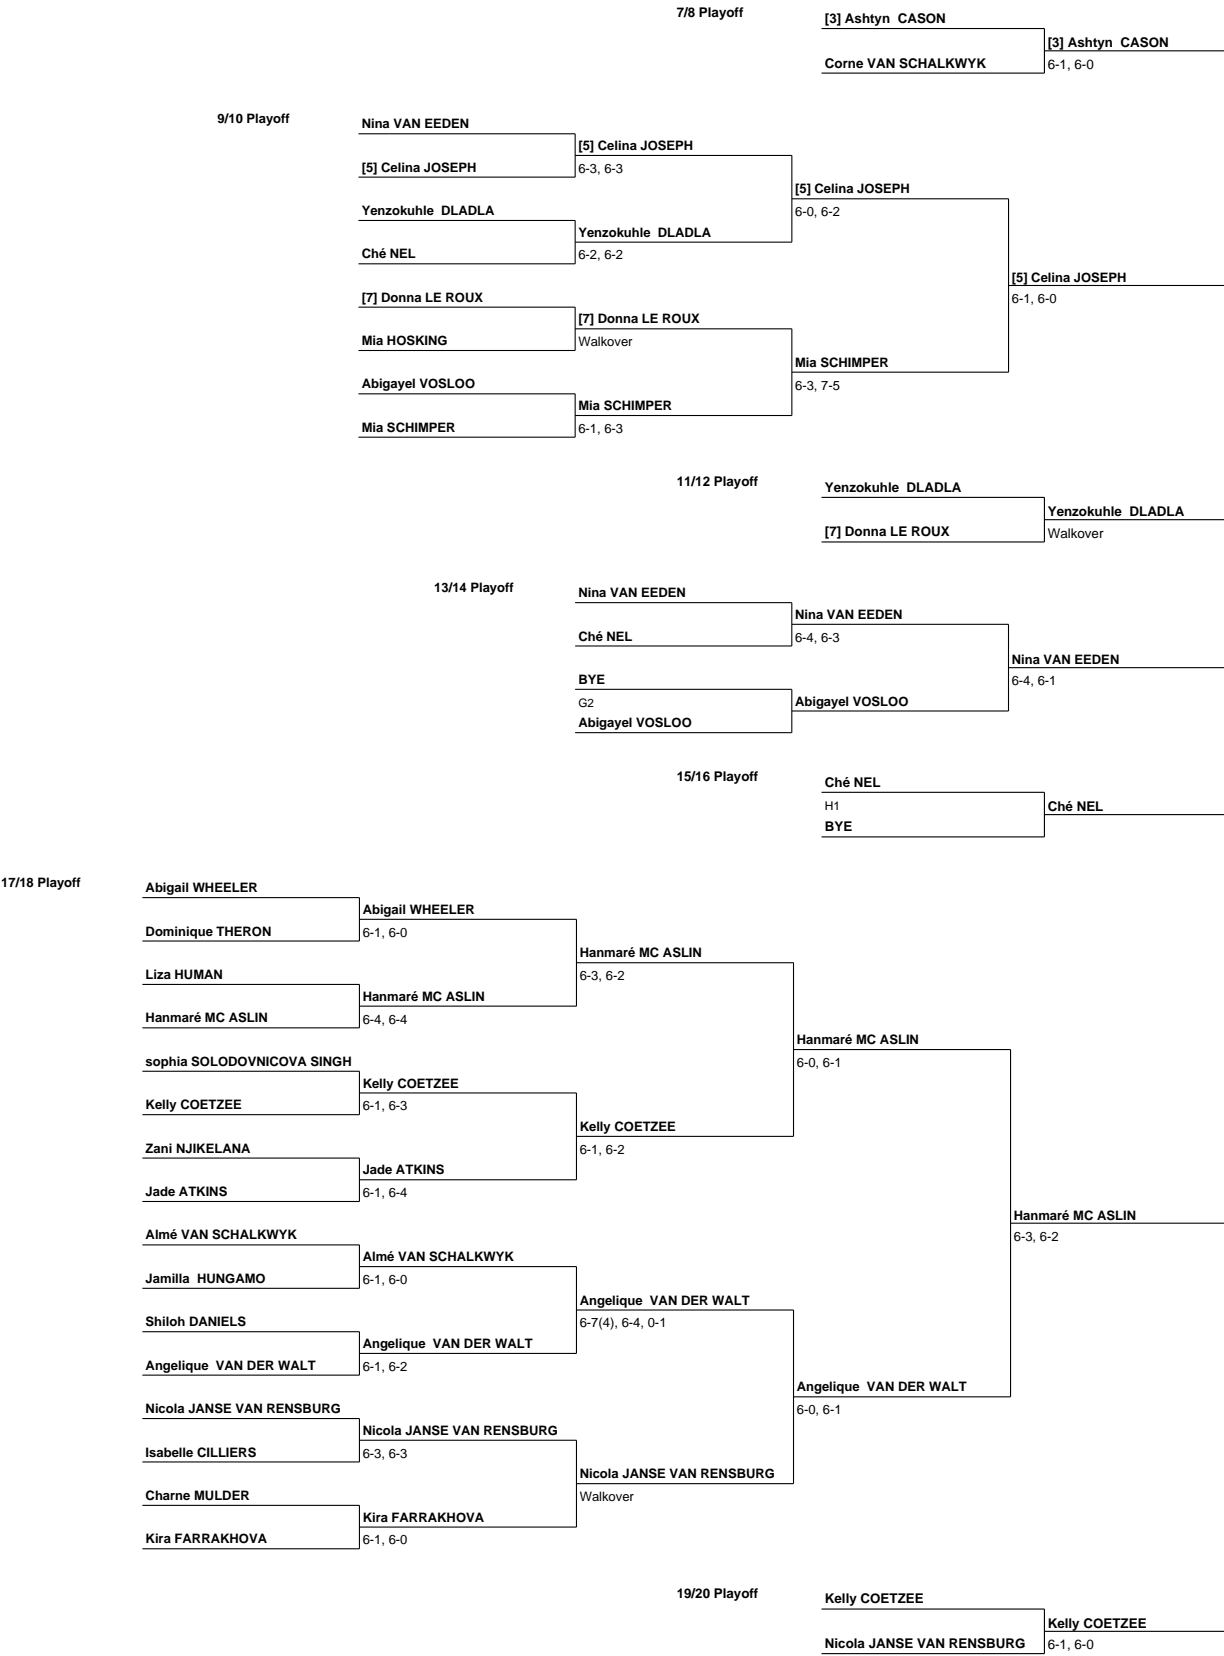 7/8 Playoff
[3] Ashtyn  CASON
[3] Ashtyn  CASON
Corne VAN SCHALKWYK
6-1, 6-0
9/10 Playoff
Nina VAN EEDEN
[5] Celina JOSEPH
[5] Celina JOSEPH
6-3, 6-3
[5] Celina JOSEPH
Yenzokuhle  DLADLA
6-0, 6-2
Yenzokuhle  DLADLA
Ché NEL
6-2, 6-2
[5] Celina JOSEPH
[7] Donna LE ROUX
6-1, 6-0
[7] Donna LE ROUX
Mia HOSKING
Walkover
Mia SCHIMPER
Abigayel VOSLOO
6-3, 7-5
Mia SCHIMPER
Mia SCHIMPER
6-1, 6-3
11/12 Playoff
Yenzokuhle  DLADLA
Yenzokuhle  DLADLA
[7] Donna LE ROUX
Walkover
13/14 Playoff
Nina VAN EEDEN
Nina VAN EEDEN
Ché NEL
6-4, 6-3
Nina VAN EEDEN
BYE
6-4, 6-1
G2
Abigayel VOSLOO
Abigayel VOSLOO
15/16 Playoff
Ché NEL
H1
Ché NEL
BYE
17/18 Playoff
Abigail WHEELER
Abigail WHEELER
Dominique THERON
6-1, 6-0
Hanmaré MC ASLIN
Liza HUMAN
6-3, 6-2
Hanmaré MC ASLIN
Hanmaré MC ASLIN
6-4, 6-4
Hanmaré MC ASLIN
sophia SOLODOVNICOVA SINGH
6-0, 6-1
Kelly COETZEE
Kelly COETZEE
6-1, 6-3
Kelly COETZEE
Zani NJIKELANA
6-1, 6-2
Jade ATKINS
Jade ATKINS
6-1, 6-4
Hanmaré MC ASLIN
Almé VAN SCHALKWYK
6-3, 6-2
Almé VAN SCHALKWYK
Jamilla  HUNGAMO
6-1, 6-0
Angelique  VAN DER WALT
Shiloh DANIELS
6-7(4), 6-4, 0-1
Angelique  VAN DER WALT
Angelique  VAN DER WALT
6-1, 6-2
Angelique  VAN DER WALT
Nicola JANSE VAN RENSBURG
6-0, 6-1
Nicola JANSE VAN RENSBURG
Isabelle CILLIERS
6-3, 6-3
Nicola JANSE VAN RENSBURG
Charne MULDER
Walkover
Kira FARRAKHOVA
Kira FARRAKHOVA
6-1, 6-0
19/20 Playoff
Kelly COETZEE
Kelly COETZEE
Nicola JANSE VAN RENSBURG
6-1, 6-0